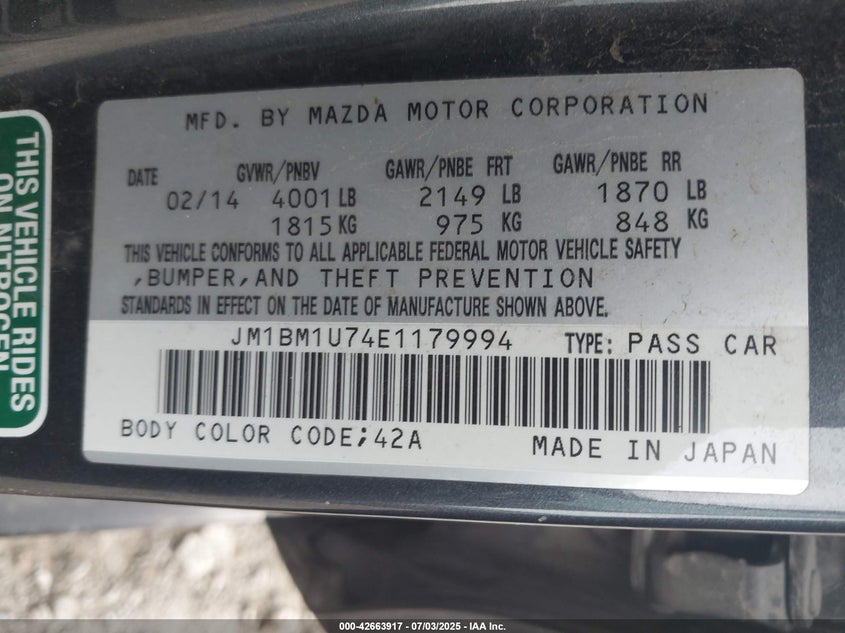 MFD. BY MAZDA MOTOR CORPORATION
DATE GVWR/PNBV GAWR/PNBE FRT GAWR/PNBE RR
02/14 4001 LB 2149 LB 1870 LB
1815 KG 975 KG 848 KG
THIS VEHICLE CONFORMS TO ALL APPLICABLE FEDERAL MOTOR VEHICLE SAFETY
,BUMPER,AND THEFT PREVENTION
STANDARDS IN EFFECT ON THE DATE OF MANUFACTURE SHOWN ABOVE.
JM1BM1U74E1179994 TYPE: PASS CAR
BODY COLOR CODE;42A MADE IN JAPAN
THIS VEHICLE RIDES
ON NITROGEN
000-42663917 - 07/03/2025 - IAA Inc.